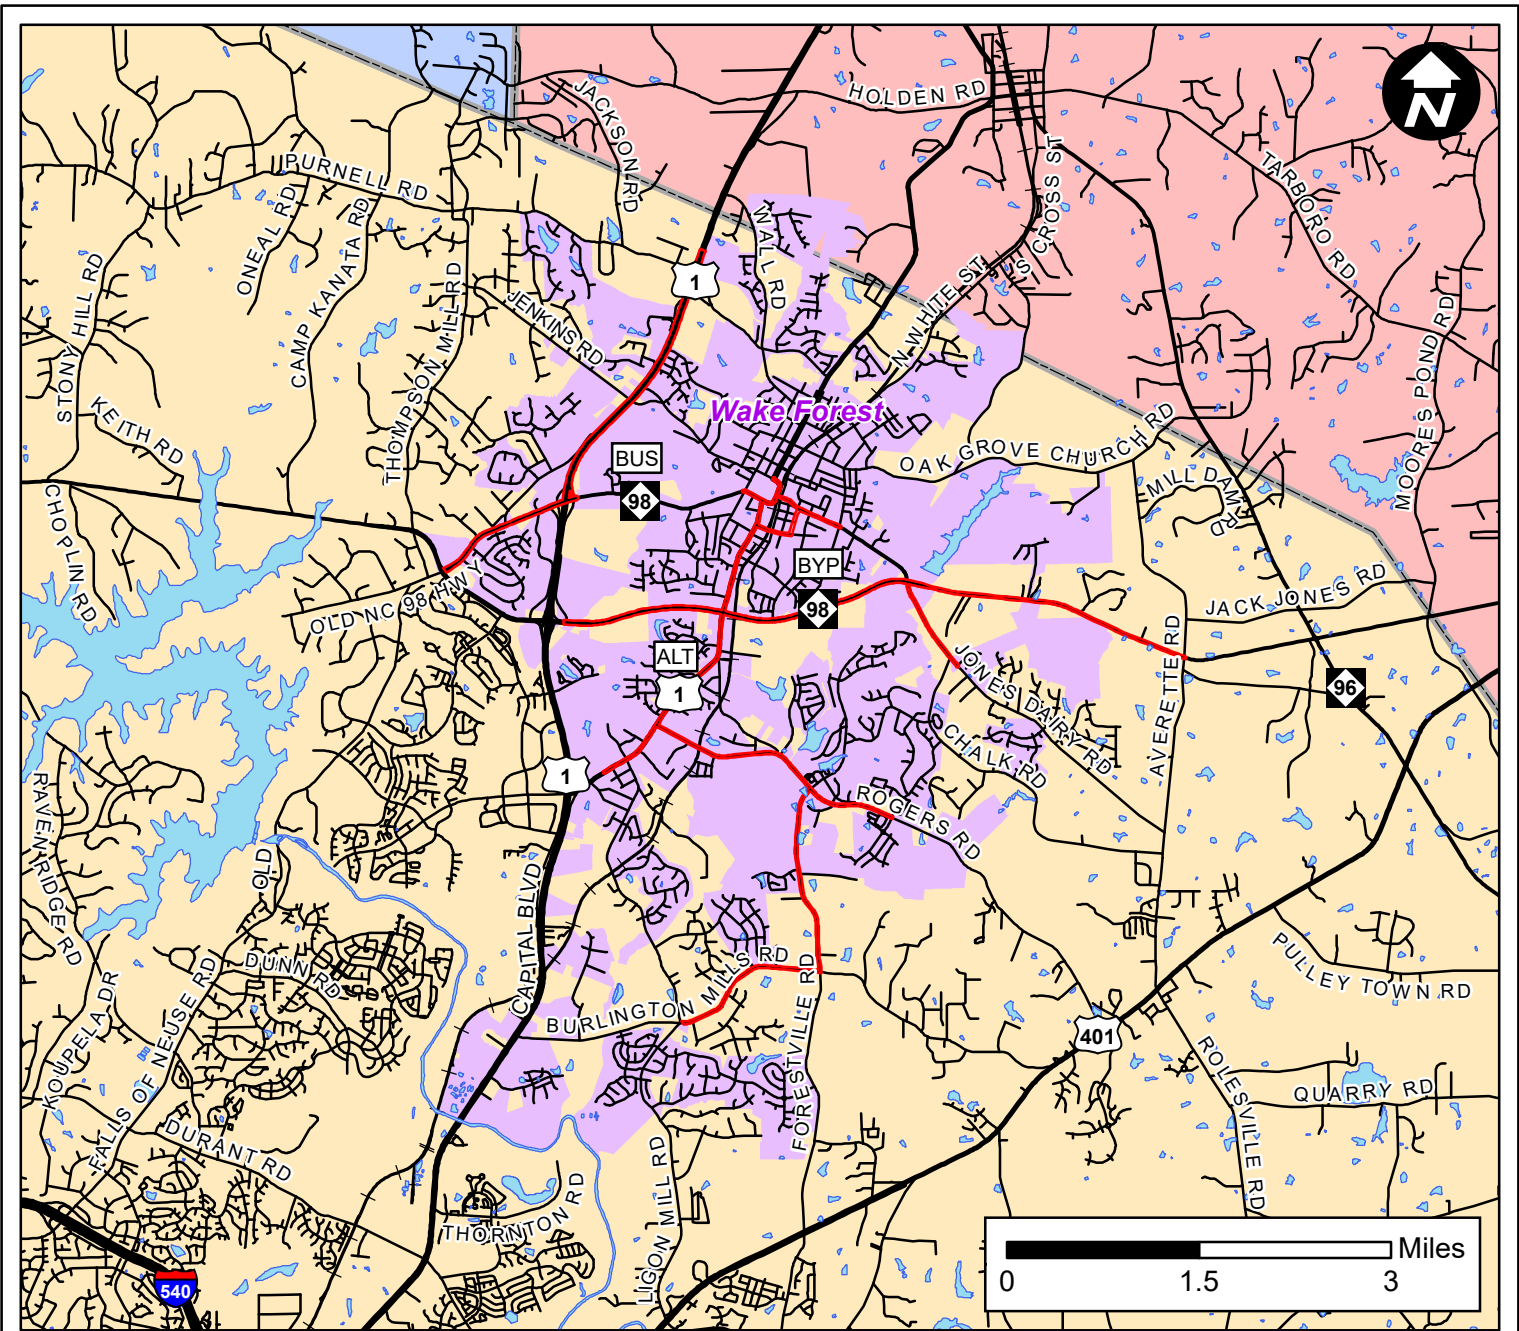 HOLDEN RD
N
JACKSON RD
PURNELL RD
TARBORO RD
ONEAL RD
CAMP KANATA RD
WALL RD
S CROSS ST
STONY HILL RD
THOMPSON MILL RD
1
N WHITE ST
MOORES POND RD
JENKINS RD
Wake Forest
KEITH RD
OAK GROVE CHURCH RD
BUS
98
MILL DAM RD
CHOPLIN RD
BYP
98
OLD NC 98 HWY
JACK JONES RD
ALT
1
JONES DAIRY RD
AVERETTE RD
96
CHALK RD
1
RAVEN RIDGE RD
ROGERS RD
OLD
FALLS OF NEUSE RD
CAPITAL BLVD
DUNN RD
PULLEY TOWN RD
KOUPELA DR
BURLINGTON MILLS RD
FORESTVILLE RD
401
ROLESVILLE RD
QUARRY RD
DURANT RD
THORNTON RD
LIGON MILL RD
540
Miles
0 1.5 3